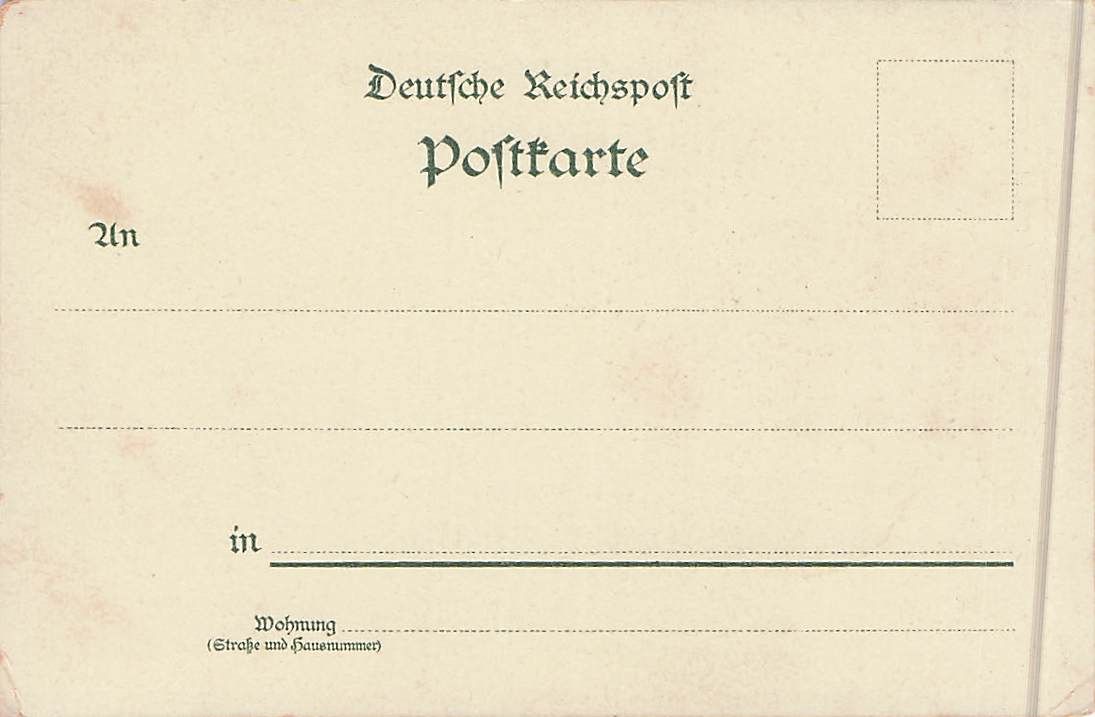 Deutſche Reichspoſt
Poſtkarte
An
in
Wohnung
(Straße und Hausnummer)